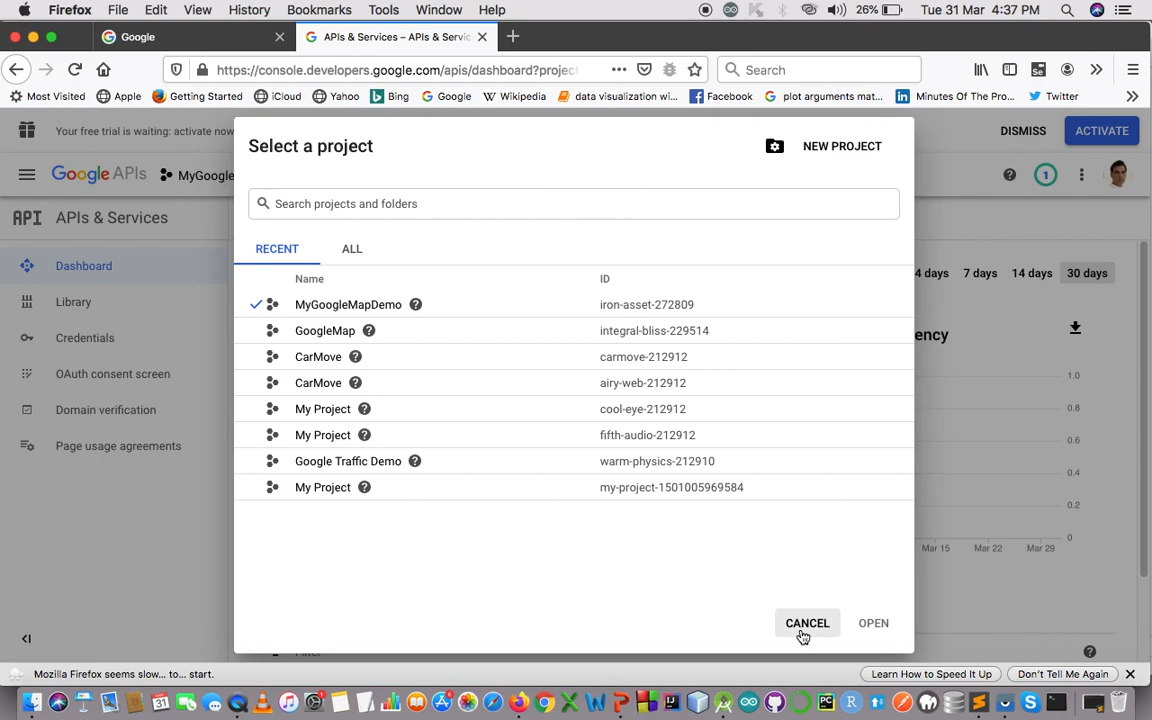 Firefox File Edit View History Bookmarks Tools Window Help 26% Tue 31 Mar 4:37 PM
Google
APIs & Services – APIs & Servic
https://console.developers.google.com/apis/dashboard?projec
Search
Most Visited Apple Getting Started iCloud Yahoo Bing Google Wikipedia data visualization wi... Facebook plot arguments mat... Minutes Of The Pro... Twitter
Your free trial is waiting: activate now
DISMISS ACTIVATE
Google APIs MyGoogle
1
API APIs & Services
Dashboard
Library
Credentials
OAuth consent screen
Domain verification
Page usage agreements
Select a project
NEW PROJECT
Search projects and folders
RECENT ALL
Name ID
MyGoogleMapDemo iron-asset-272809
GoogleMap integral-bliss-229514
CarMove carmove-212912
CarMove airy-web-212912
My Project cool-eye-212912
My Project fifth-audio-212912
Google Traffic Demo warm-physics-212910
My Project my-project-1501005969584
CANCEL OPEN
4 days 7 days 14 days 30 days
ency
1.0
0.8
0.6
0.4
0.2
0
Mar 15 Mar 22 Mar 29
Mozilla Firefox seems slow... to... start.
Learn How to Speed It Up Don't Tell Me Again